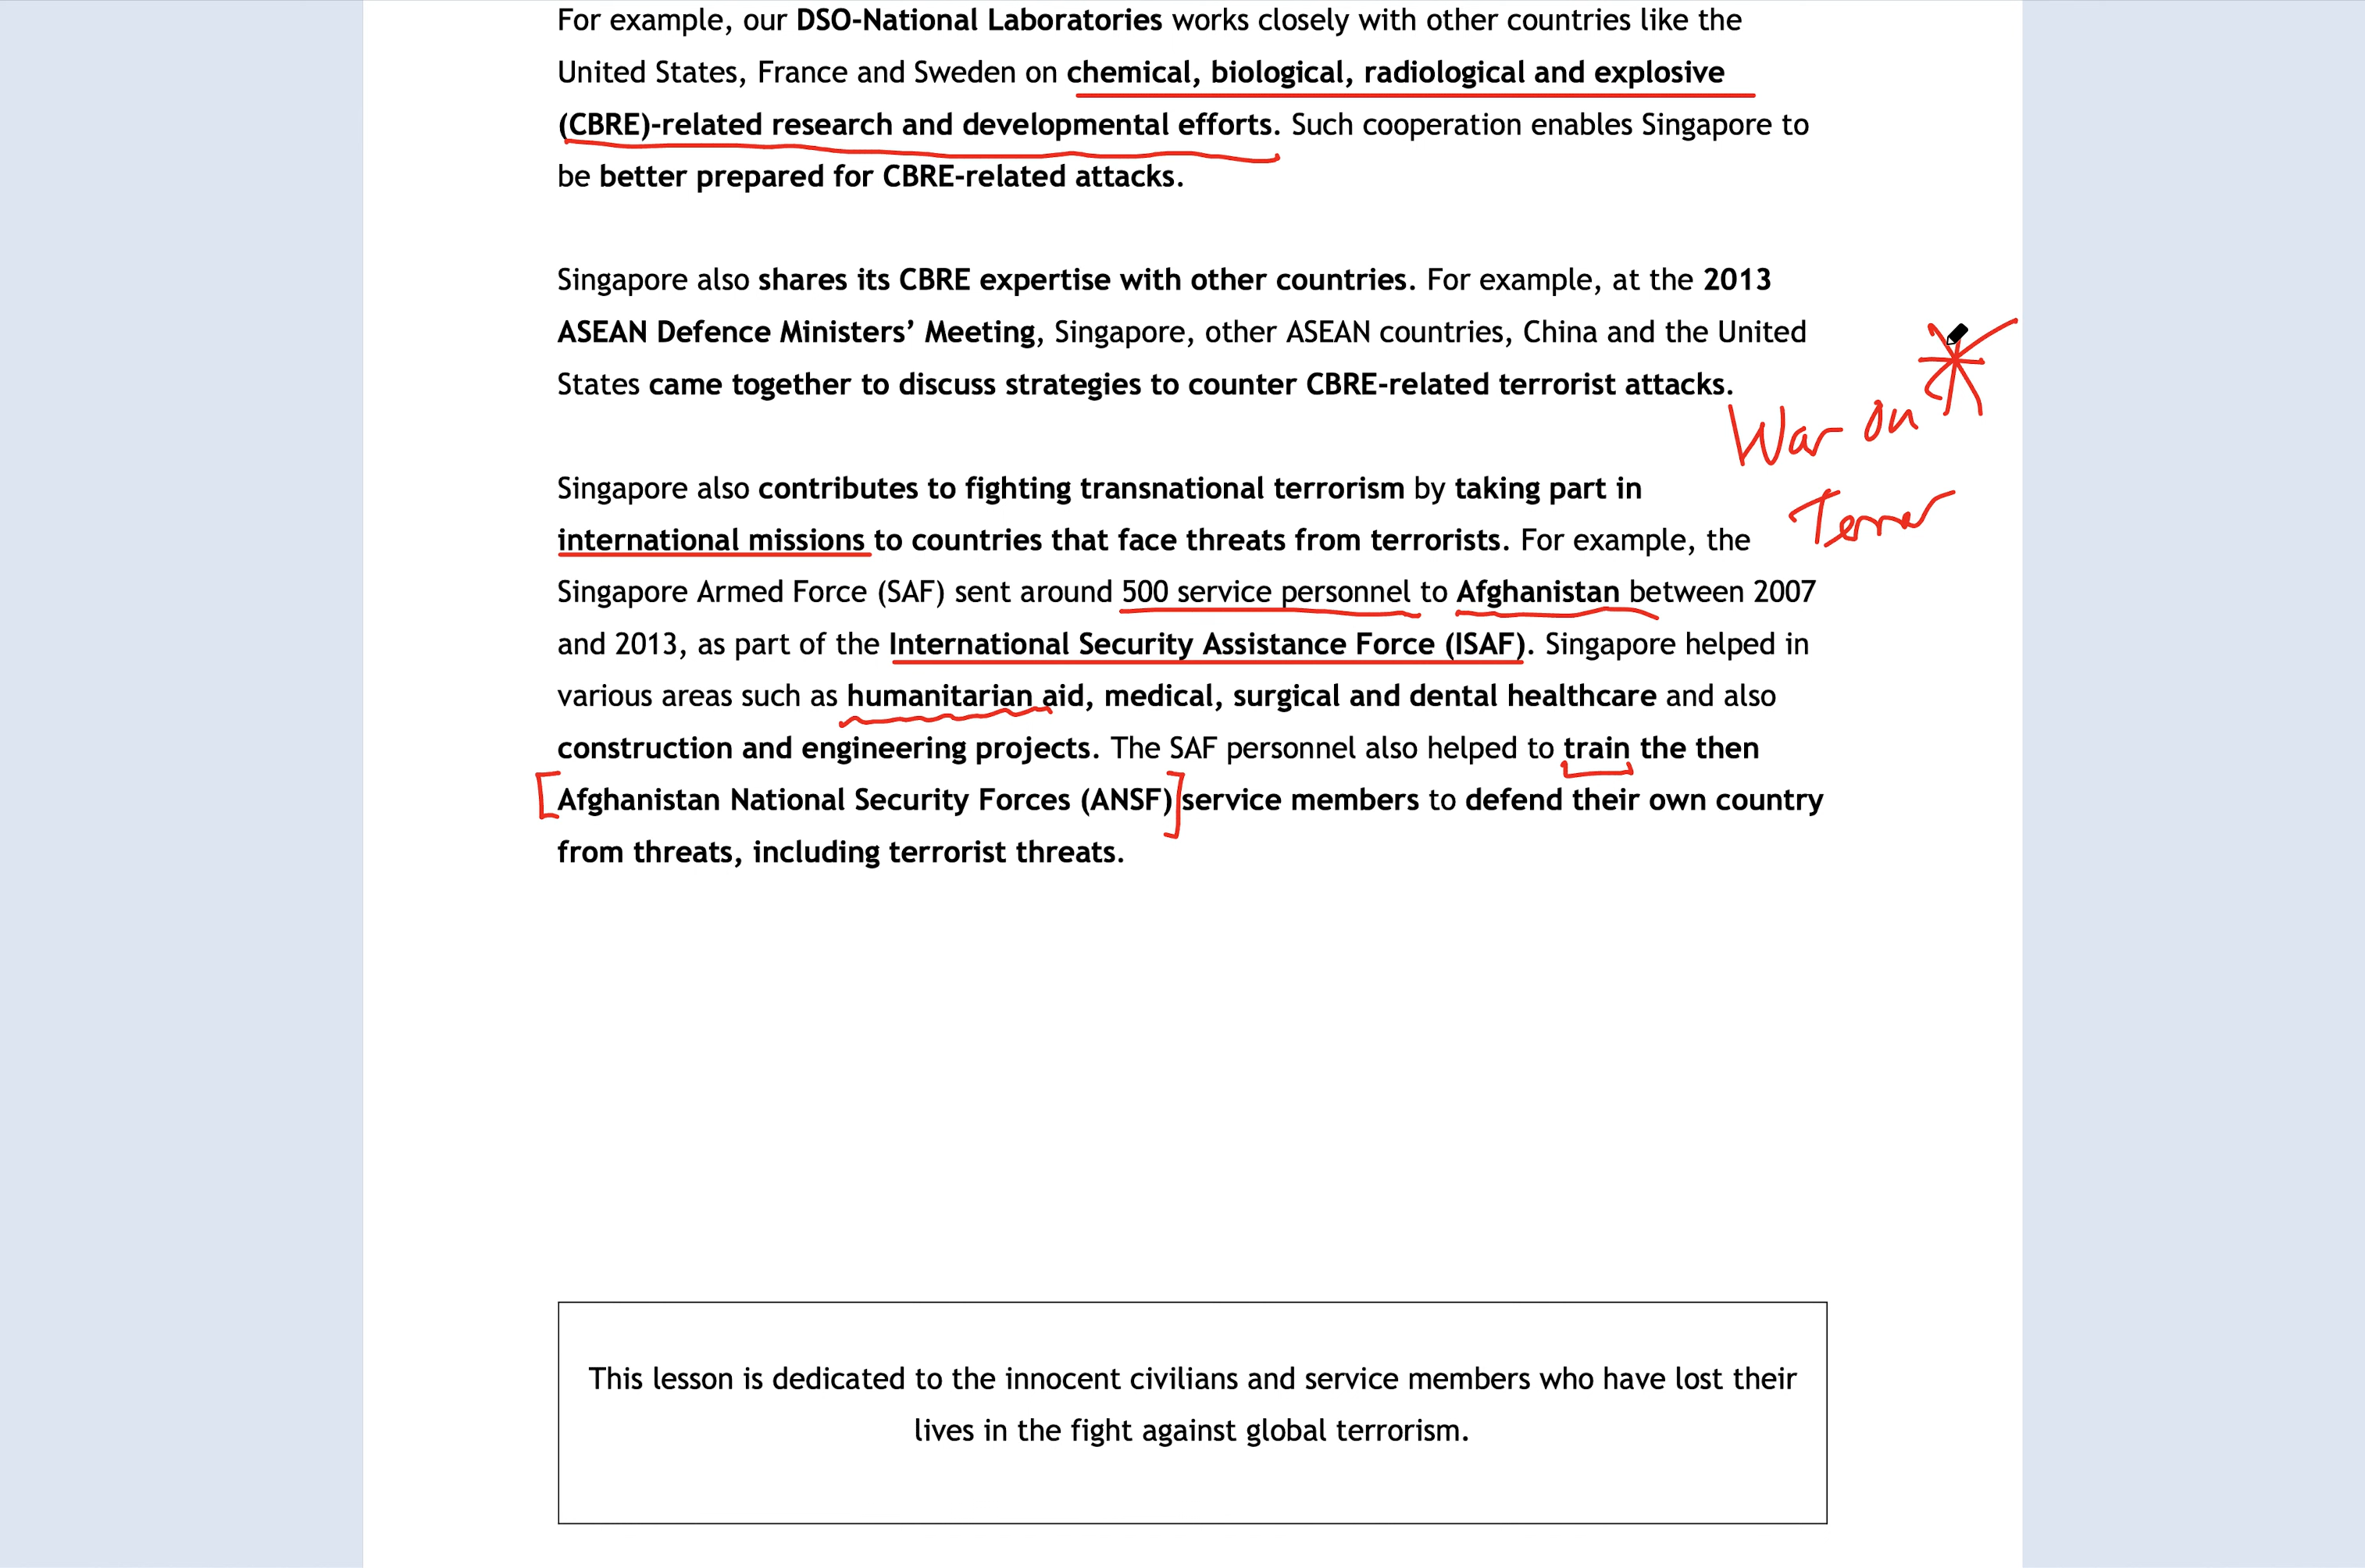 For example, our DSO-National Laboratories works closely with other countries like the
United States, France and Sweden on chemical, biological, radiological and explosive
(CBRE)-related research and developmental efforts. Such cooperation enables Singapore to
be better prepared for CBRE-related attacks.
Singapore also shares its CBRE expertise with other countries. For example, at the 2013
ASEAN Defence Ministers’ Meeting, Singapore, other ASEAN countries, China and the United
States came together to discuss strategies to counter CBRE-related terrorist attacks.
War on
Terror
Singapore also contributes to fighting transnational terrorism by taking part in
international missions to countries that face threats from terrorists. For example, the
Singapore Armed Force (SAF) sent around 500 service personnel to Afghanistan between 2007
and 2013, as part of the International Security Assistance Force (ISAF). Singapore helped in
various areas such as humanitarian aid, medical, surgical and dental healthcare and also
construction and engineering projects. The SAF personnel also helped to train the then
Afghanistan National Security Forces (ANSF) service members to defend their own country
from threats, including terrorist threats.
This lesson is dedicated to the innocent civilians and service members who have lost their
lives in the fight against global terrorism.